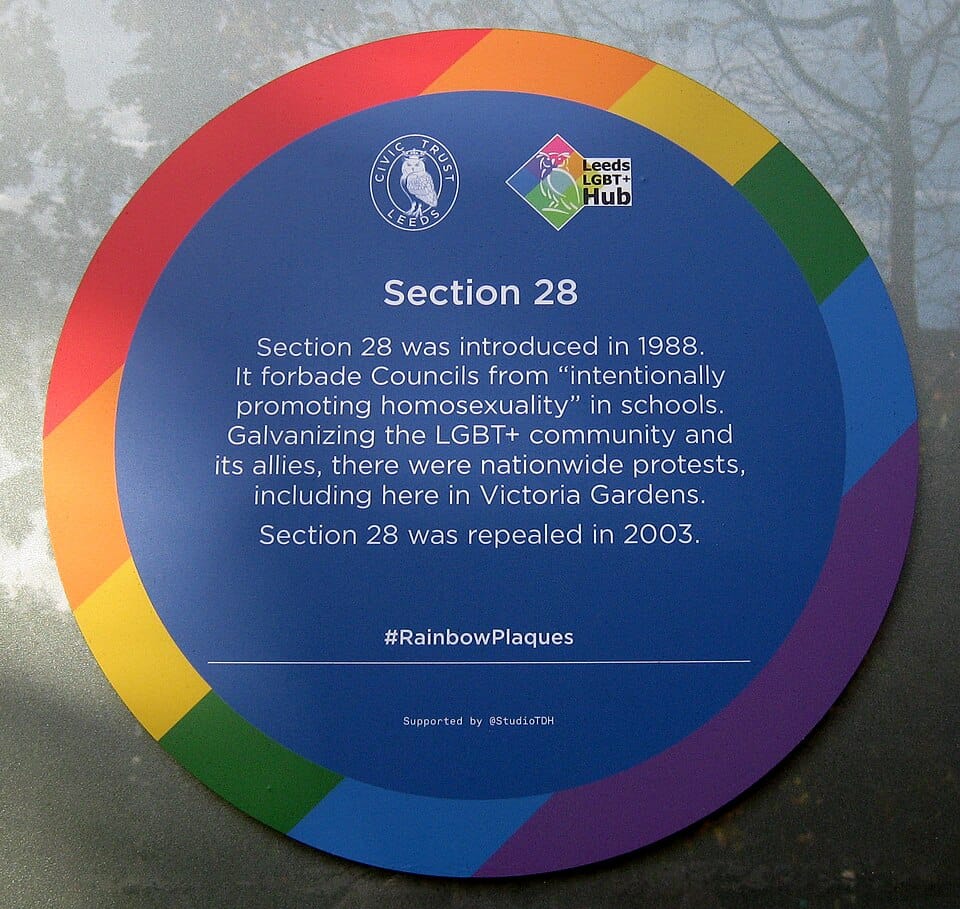 CIVIC TRUST
LEEDS
Leeds
LGBT+
Hub
Section 28
Section 28 was introduced in 1988.
It forbade Councils from “intentionally
promoting homosexuality” in schools.
Galvanizing the LGBT+ community and
its allies, there were nationwide protests,
including here in Victoria Gardens.
Section 28 was repealed in 2003.
#RainbowPlaques
Supported by @StudioTDH